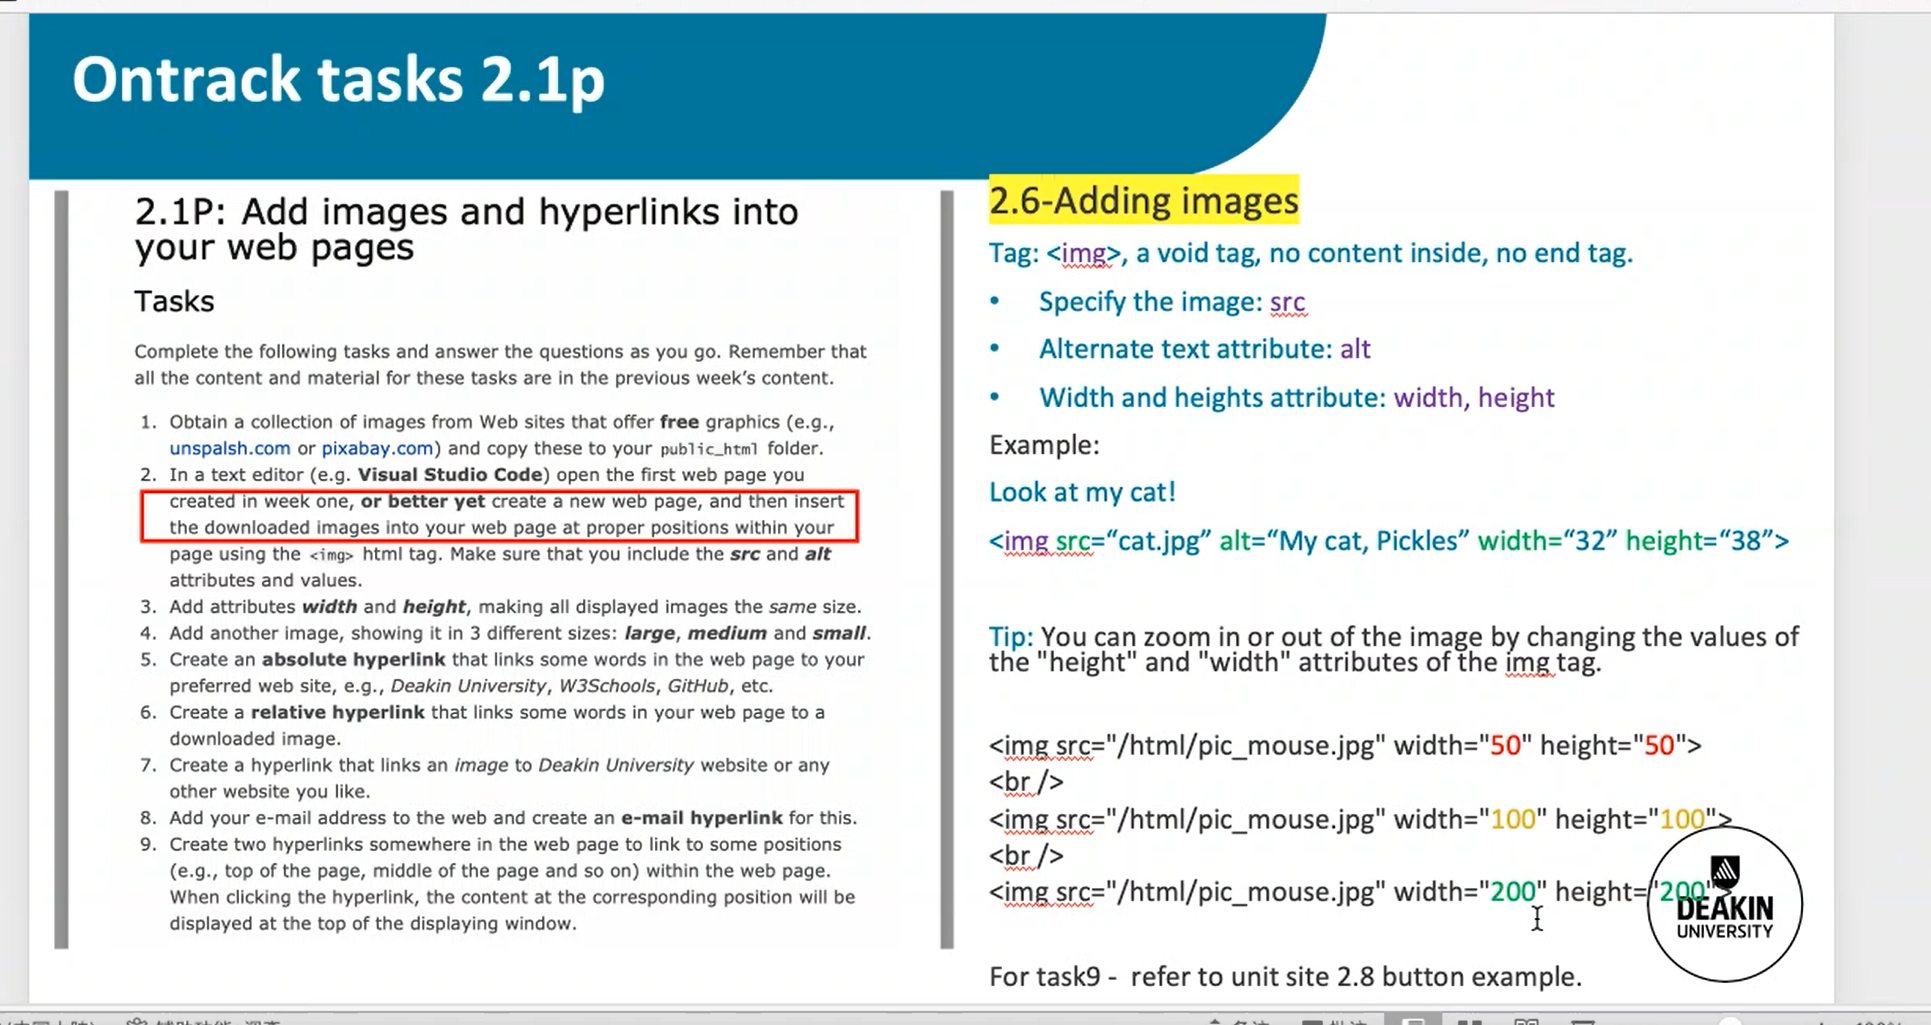 Ontrack tasks 2.1p
2.1P: Add images and hyperlinks into
your web pages
Tasks
Complete the following tasks and answer the questions as you go. Remember that
all the content and material for these tasks are in the previous week's content.
1. Obtain a collection of images from Web sites that offer free graphics (e.g.,
unspalsh.com or pixabay.com) and copy these to your public_html folder.
2. In a text editor (e.g. Visual Studio Code) open the first web page you
created in week one, or better yet create a new web page, and then insert
the downloaded images into your web page at proper positions within your
page using the <img> html tag. Make sure that you include the src and alt
attributes and values.
3. Add attributes width and height, making all displayed images the same size.
4. Add another image, showing it in 3 different sizes: large, medium and small.
5. Create an absolute hyperlink that links some words in the web page to your
preferred web site, e.g., Deakin University, W3Schools, GitHub, etc.
6. Create a relative hyperlink that links some words in your web page to a
downloaded image.
7. Create a hyperlink that links an image to Deakin University website or any
other website you like.
8. Add your e-mail address to the web and create an e-mail hyperlink for this.
9. Create two hyperlinks somewhere in the web page to link to some positions
(e.g., top of the page, middle of the page and so on) within the web page.
When clicking the hyperlink, the content at the corresponding position will be
displayed at the top of the displaying window.
2.6-Adding images
Tag: <img>, a void tag, no content inside, no end tag.
• Specify the image: src
• Alternate text attribute: alt
• Width and heights attribute: width, height
Example:
Look at my cat!
<img src=“cat.jpg” alt=“My cat, Pickles” width=“32” height=“38”>
Tip: You can zoom in or out of the image by changing the values of
the "height" and "width" attributes of the img tag.
<img src="/html/pic_mouse.jpg" width="50" height="50">
<br />
<img src="/html/pic_mouse.jpg" width="100" height="100">
<br />
<img src="/html/pic_mouse.jpg" width="200" height="200">
DEAKIN
UNIVERSITY
For task9 - refer to unit site 2.8 button example.